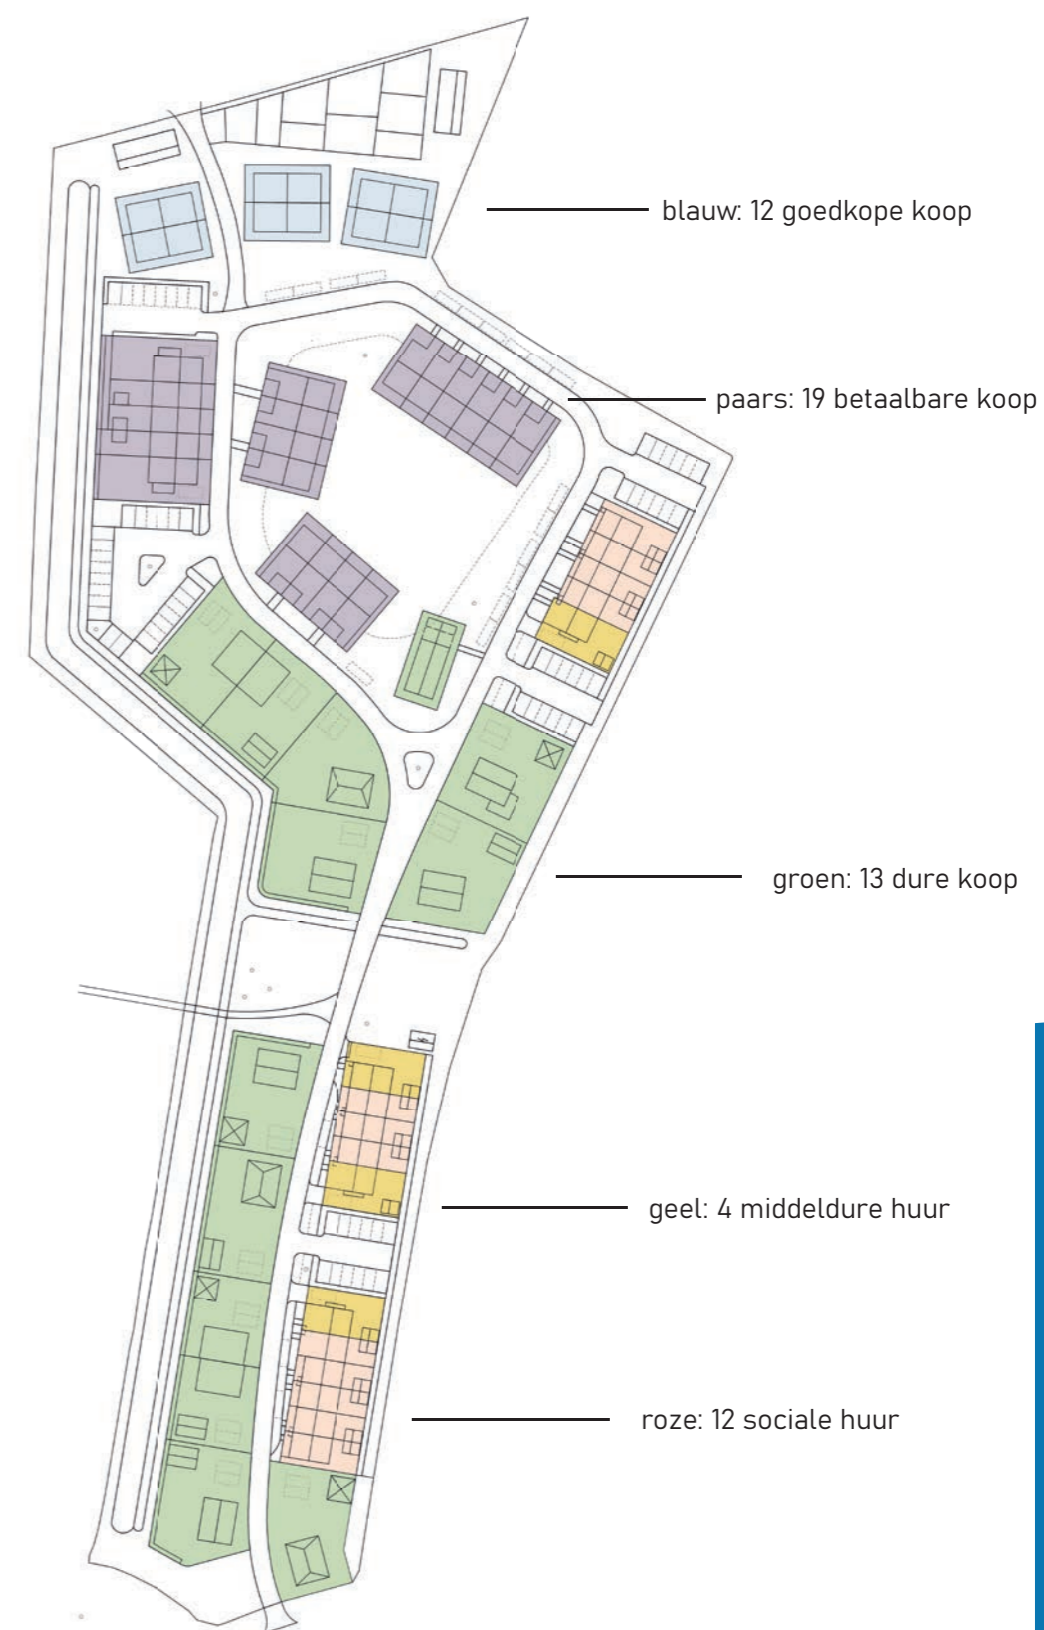 blauw: 12 goedkope koop
paars: 19 betaalbare koop
groen: 13 dure koop
geel: 4 middeldure huur
roze: 12 sociale huur